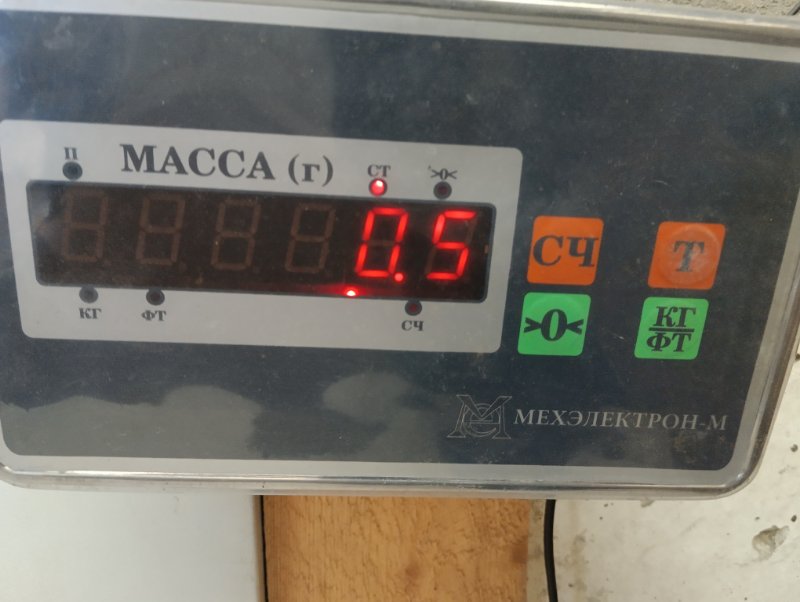 П МАССА (г) СТ >0<
0.5
КГ ФТ СЧ
СЧ Т
>0< КГ
ФТ
МЕХЭЛЕКТРОН-М